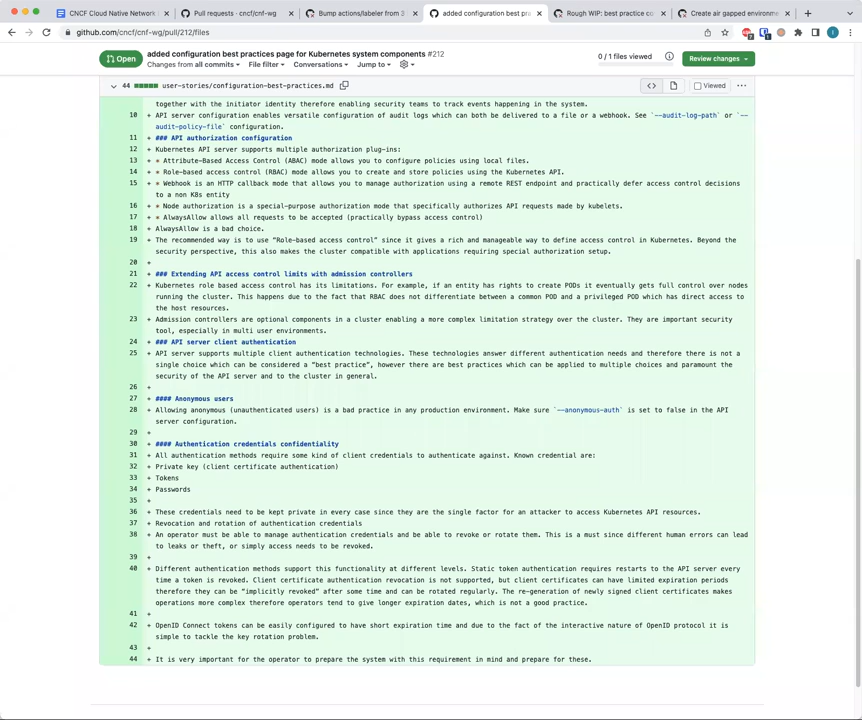 CNCF Cloud Native Network
Pull requests · cncf/cnf-wg
Bump actions/labeler from 3
added configuration best pra
Rough WIP: best practice co
Create air gapped environme
github.com/cncf/cnf-wg/pull/212/files
Open
added configuration best practices page for Kubernetes system components #212
Changes from all commits
File filter
Conversations
Jump to
0 / 1 files viewed
Review changes
44
user-stories/configuration-best-practices.md
Viewed
together with the initiator identity therefore enabling security teams to track events happening in the system.
10 + API server configuration enables versatile configuration of audit logs which can both be delivered to a file or a webhook. See `--audit-log-path` or `--
audit-policy-file` configuration.
11 + ### API authorization configuration
12 + Kubernetes API server supports multiple authorization plug-ins:
13 + * Attribute-Based Access Control (ABAC) mode allows you to configure policies using local files.
14 + * Role-based access control (RBAC) mode allows you to create and store policies using the Kubernetes API.
15 + * Webhook is an HTTP callback mode that allows you to manage authorization using a remote REST endpoint and practically defer access control decisions
to a non K8s entity
16 + * Node authorization is a special-purpose authorization mode that specifically authorizes API requests made by kubelets.
17 + * AlwaysAllow allows all requests to be accepted (practically bypass access control)
18 + AlwaysAllow is a bad choice.
19 + The recommended way is to use “Role-based access control” since it gives a rich and manageable way to define access control in Kubernetes. Beyond the
security perspective, this also makes the cluster compatible with applications requiring special authorization setup.
20 +
21 + ### Extending API access control limits with admission controllers
22 + Kubernetes role based access control has its limitations. For example, if an entity has rights to create PODs it eventually gets full control over nodes
running the cluster. This happens due to the fact that RBAC does not differentiate between a common POD and a privileged POD which has direct access to
the host resources.
23 + Admission controllers are optional components in a cluster enabling a more complex limitation strategy over the cluster. They are important security
tool, especially in multi user environments.
24 + ### API server client authentication
25 + API server supports multiple client authentication technologies. These technologies answer different authentication needs and therefore there is not a
single choice which can be considered a “best practice”, however there are best practices which can be applied to multiple choices and paramount the
security of the API server and to the cluster in general.
26 +
27 + #### Anonymous users
28 + Allowing anonymous (unauthenticated users) is a bad practice in any production environment. Make sure `--anonymous-auth` is set to false in the API
server configuration.
29 +
30 + #### Authentication credentials confidentiality
31 + All authentication methods require some kind of client credentials to authenticate against. Known credential are:
32 + Private key (client certificate authentication)
33 + Tokens
34 + Passwords
35 +
36 + These credentials need to be kept private in every case since they are the single factor for an attacker to access Kubernetes API resources.
37 + Revocation and rotation of authentication credentials
38 + An operator must be able to manage authentication credentials and be able to revoke or rotate them. This is a must since different human errors can lead
to leaks or theft, or simply access needs to be revoked.
39 +
40 + Different authentication methods support this functionality at different levels. Static token authentication requires restarts to the API server every
time a token is revoked. Client certificate authentication revocation is not supported, but client certificates can have limited expiration periods
therefore they can be “implicitly revoked” after some time and can be rotated regularly. The re-generation of newly signed client certificates makes
operations more complex therefore operators tend to give longer expiration dates, which is not a good practice.
41 +
42 + OpenID Connect tokens can be easily configured to have short expiration time and due to the fact of the interactive nature of OpenID protocol it is
simple to tackle the key rotation problem.
43 +
44 + It is very important for the operator to prepare the system with this requirement in mind and prepare for these.